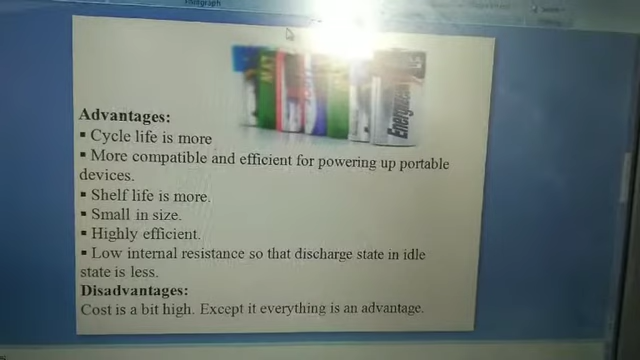 Paragraph
Energizer
Advantages:
▪ Cycle life is more
▪ More compatible and efficient for powering up portable
devices.
▪ Shelf life is more.
▪ Small in size.
▪ Highly efficient.
▪ Low internal resistance so that discharge state in idle
state is less.
Disadvantages:
Cost is a bit high. Except it everything is an advantage.